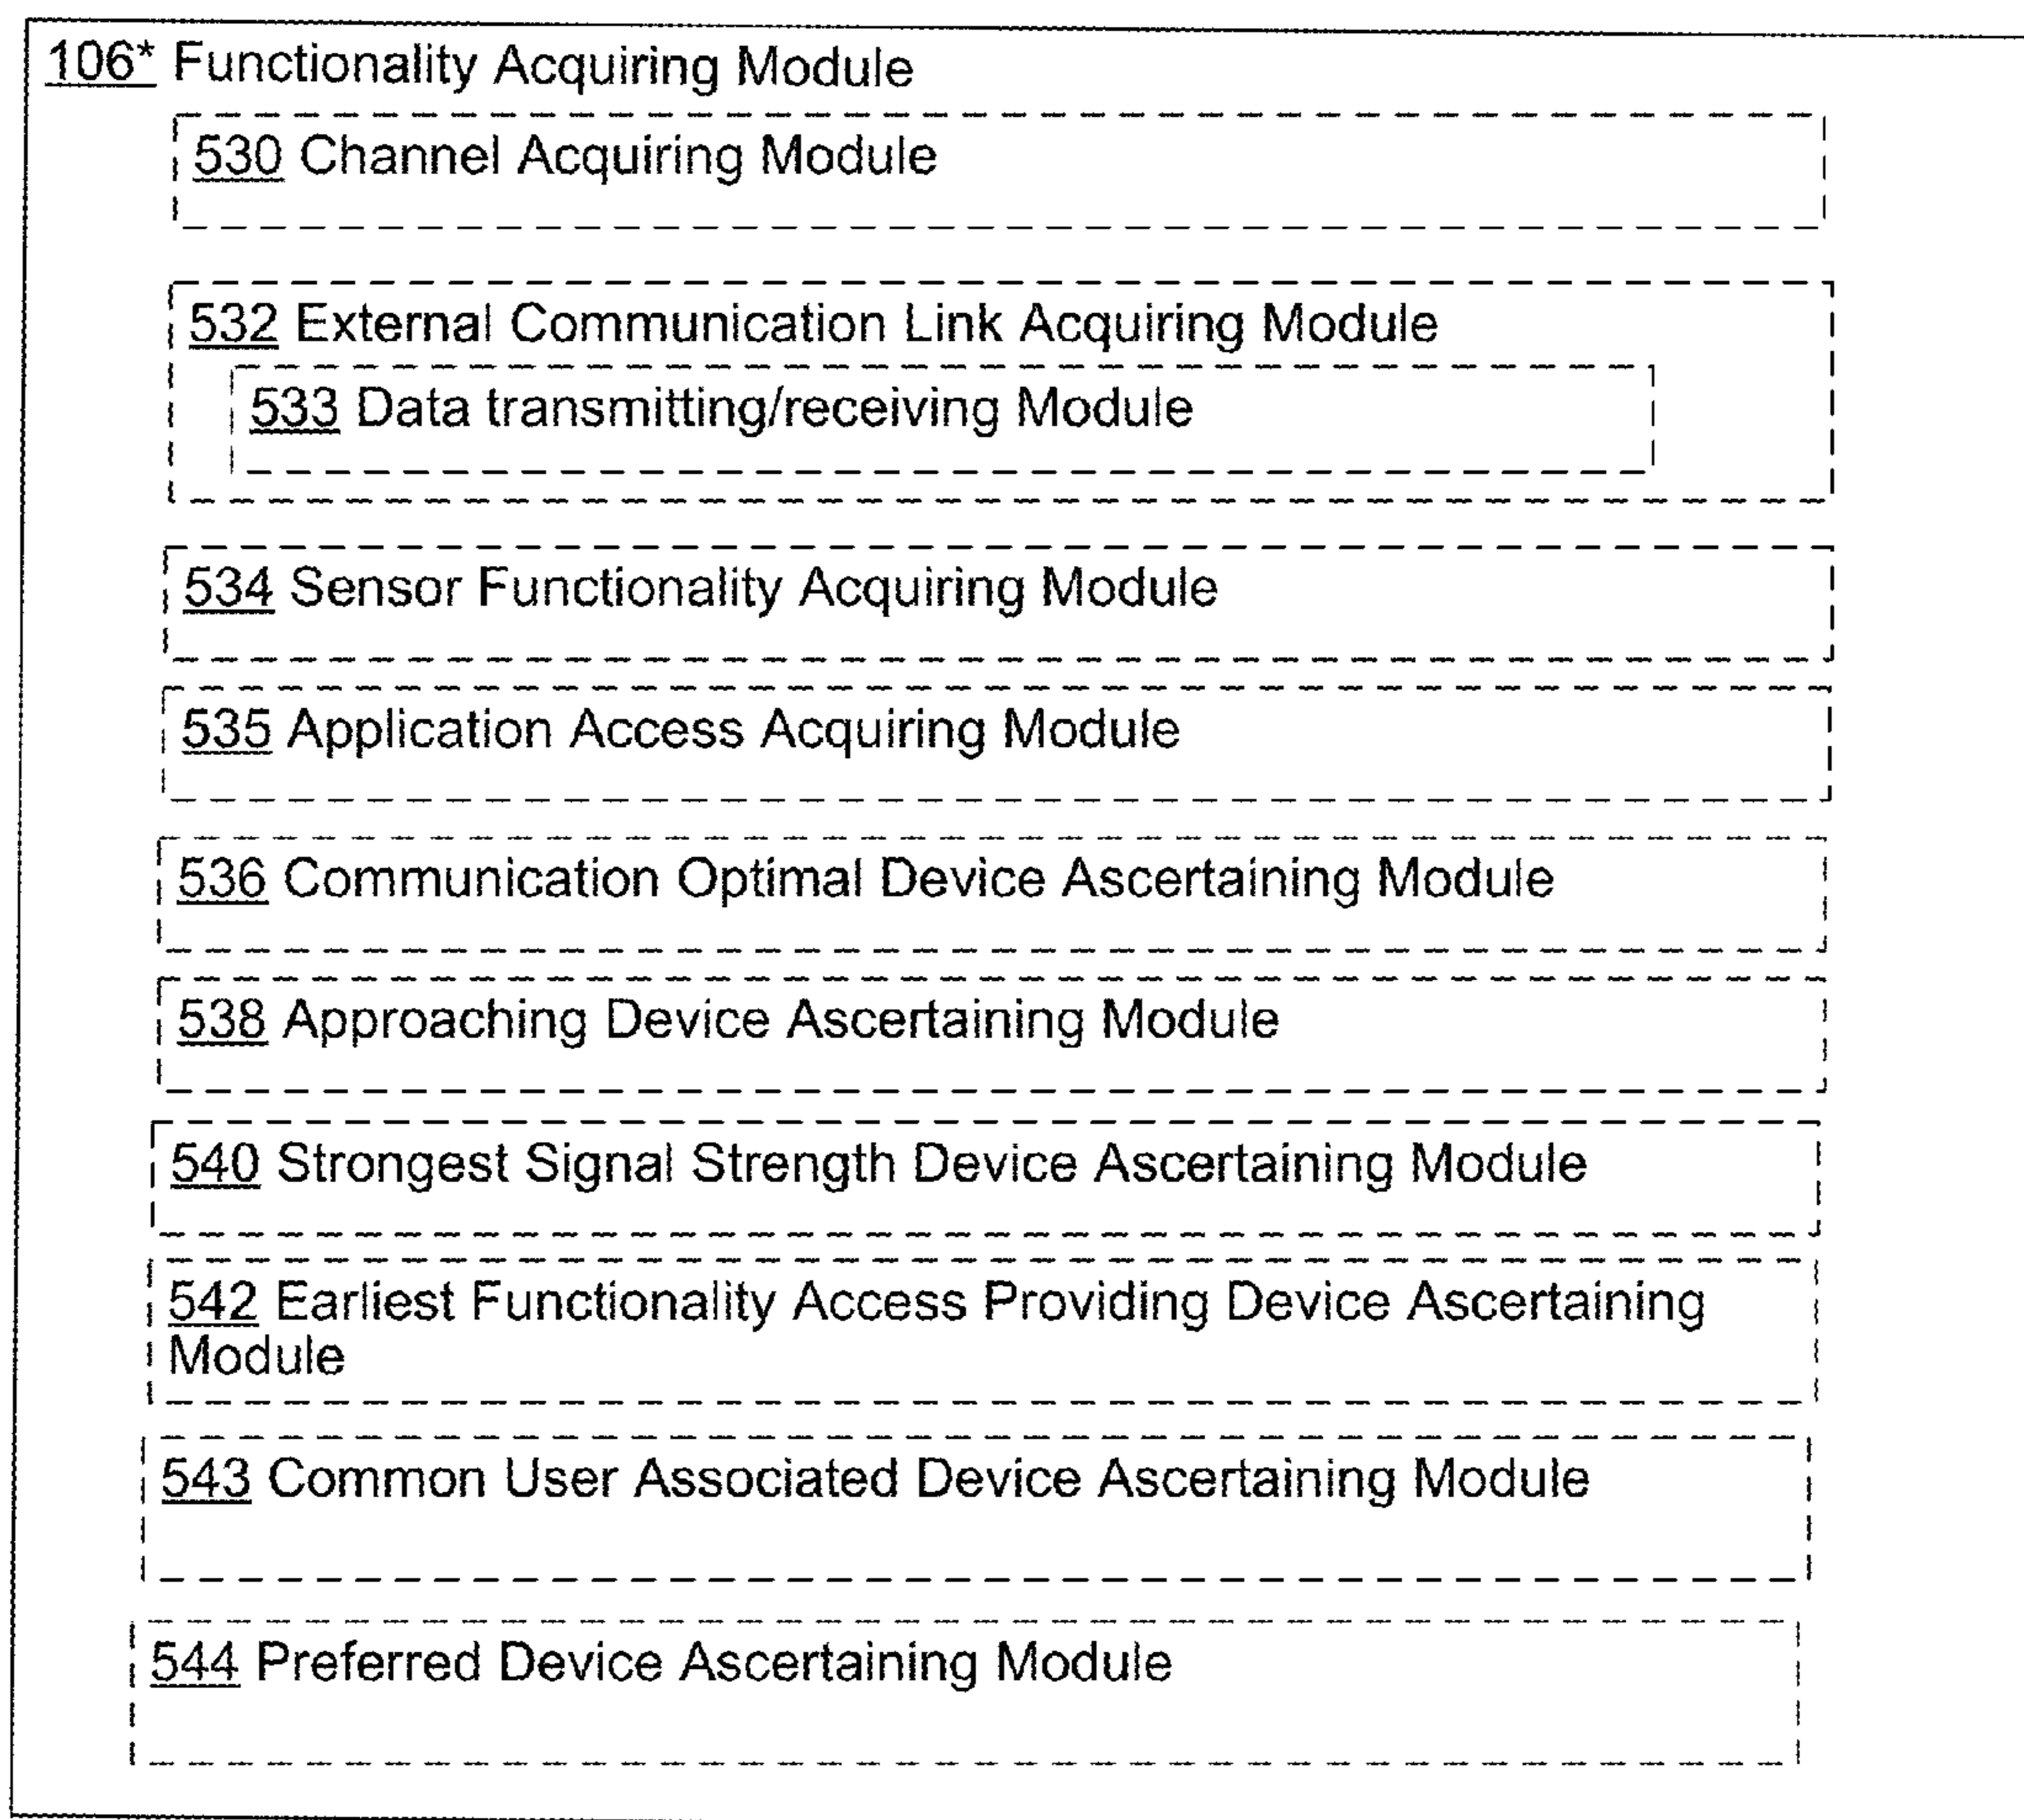 106* Functionality Acquiring Module
530 Channel Acquiring Module
532 External Communication Link Acquiring Module
533 Data transmitting/receiving Module
534 Sensor Functionality Acquiring Module
535 Application Access Acquiring Module
536 Communication Optimal Device Ascertaining Module
538 Approaching Device Ascertaining Module
540 Strongest Signal Strength Device Ascertaining Module
542 Earliest Functionality Access Providing Device Ascertaining
Module
543 Common User Associated Device Ascertaining Module
544 Preferred Device Ascertaining Module